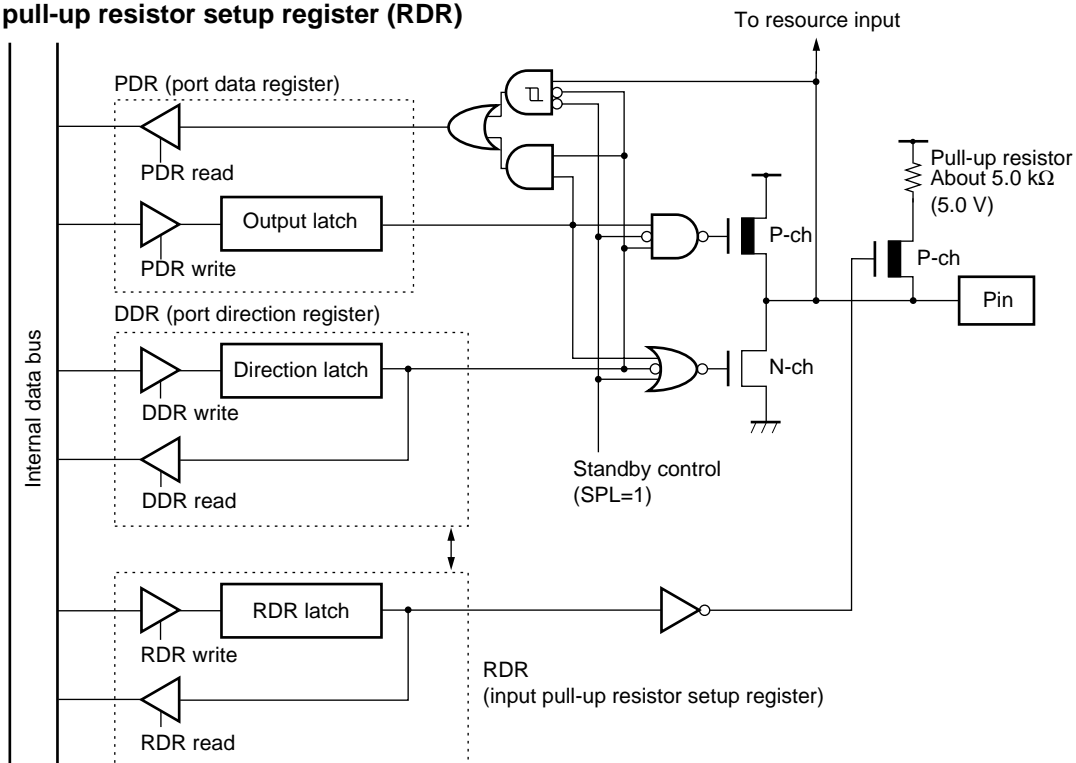 pull-up resistor setup register (RDR)
To resource input
PDR (port data register)
PDR read
Pull-up resistor
About 5.0 kΩ
(5.0 V)
Output latch
P-ch
PDR write
P-ch
Pin
DDR (port direction register)
Internal data bus
Direction latch
N-ch
DDR write
Standby control
(SPL=1)
DDR read
RDR latch
RDR write
RDR
(input pull-up resistor setup register)
RDR read